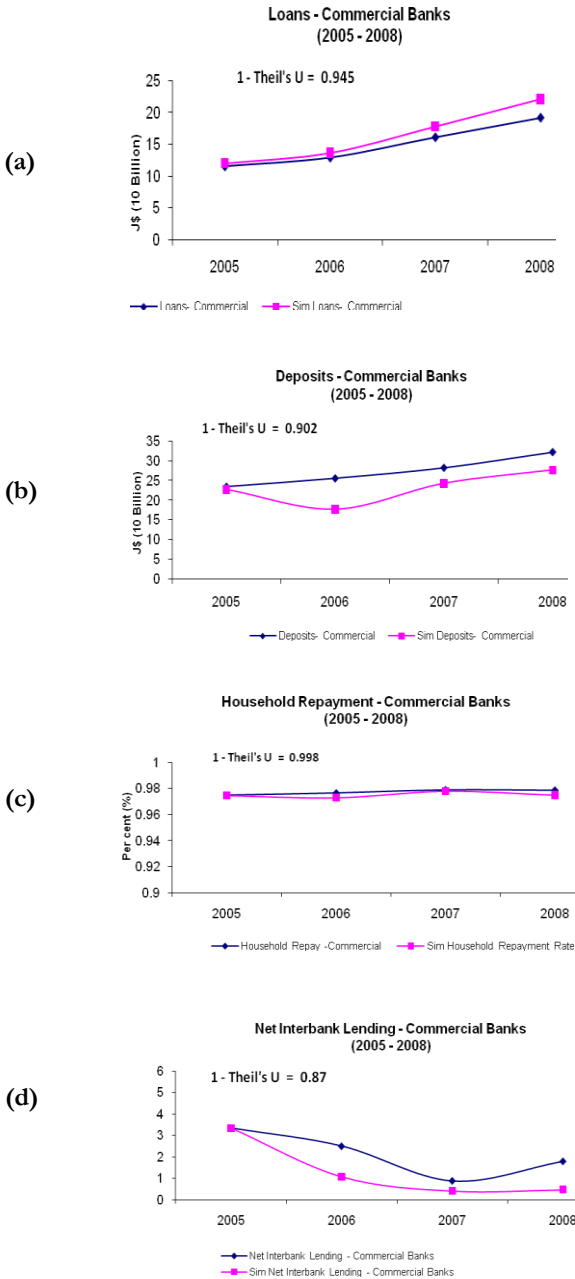 Loans - Commercial Banks
(2005 - 2008)
1 - Theil's U = 0.945
(a)
J$ (10 Billion)
25
20
15
10
5
0
2005 2006 2007 2008
Loans- Commercial Sim Loans- Commercial
Deposits - Commercial Banks
(2005 - 2008)
1 - Theil's U = 0.902
(b)
J$ (10 Billion)
35
30
25
20
15
10
5
0
2005 2006 2007 2008
Deposits- Commercial Sim Deposits- Commercial
Household Repayment - Commercial Banks
(2005 - 2008)
1 - Theil's U = 0.998
(c)
Per cent (%)
1
0.98
0.96
0.94
0.92
0.9
2005 2006 2007 2008
Household Repay -Commercial Sim Household Repayment Rate
Net Interbank Lending - Commercial Banks
(2005 - 2008)
1 - Theil's U = 0.87
(d)
6
5
4
3
2
1
0
2005 2006 2007 2008
Net Interbank Lending - Commercial Banks
Sim Net Interbank Lending - Commercial Banks